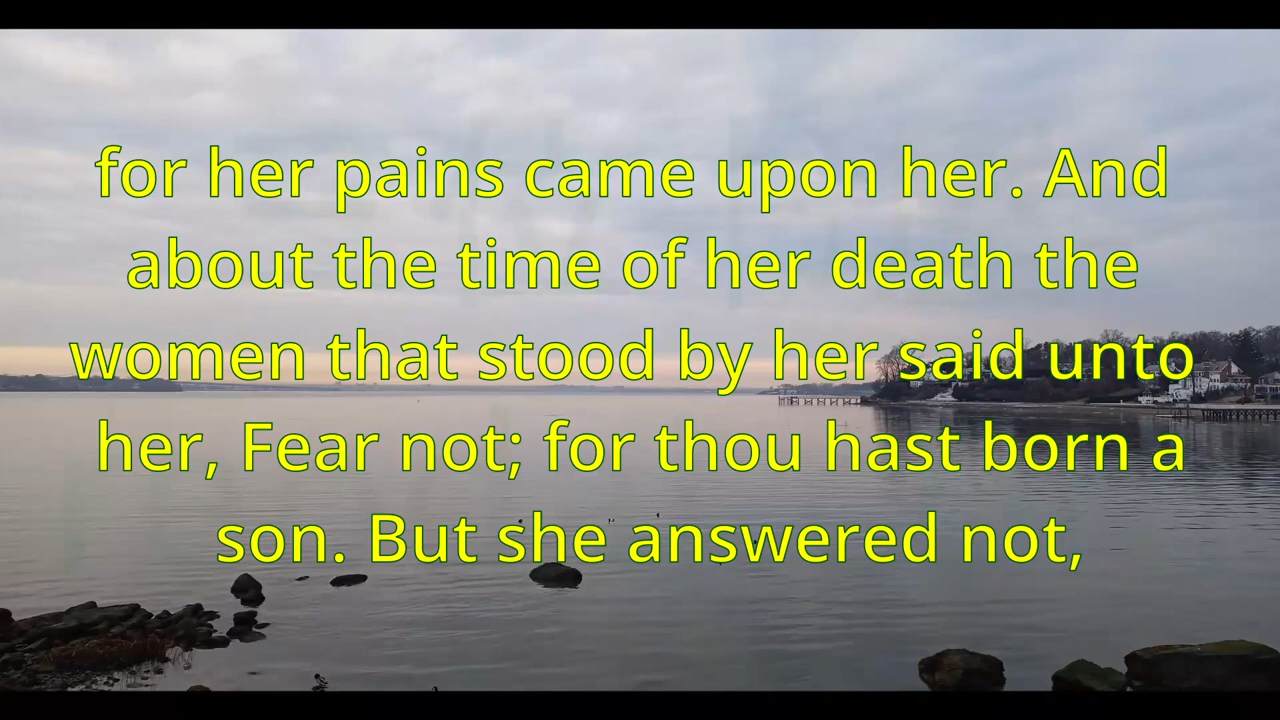 for her pains came upon her. And
about the time of her death the
women that stood by her said unto
her, Fear not; for thou hast born a
son. But she answered not,